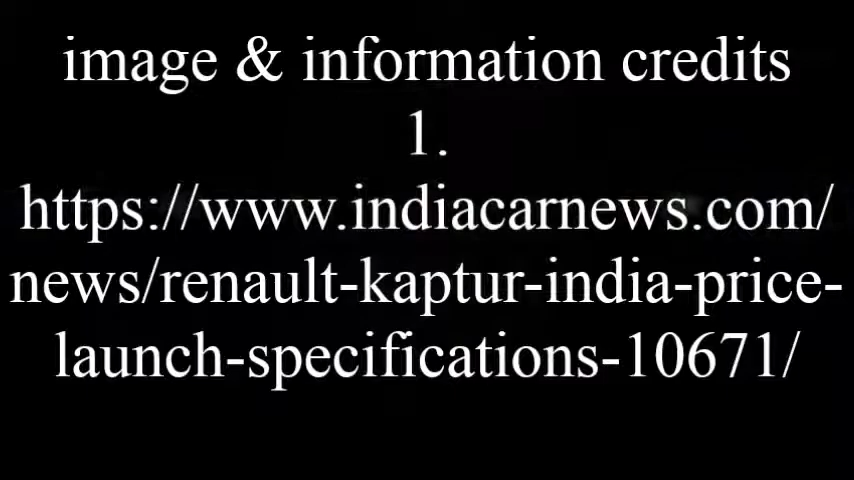 image & information credits
1.
https://www.indiacarnews.com/
news/renault-kaptur-india-price-
launch-specifications-10671/